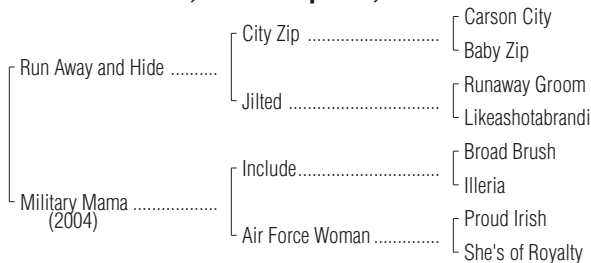 Carson City
City Zip ................................
Baby Zip
Run Away and Hide ..........
Runaway Groom
Jilted ....................................
Likeashotabrandi
Broad Brush
Include..................................
Illeria
Military Mama ..................
(2004)
Proud Irish
Air Force Woman ................
She's of Royalty